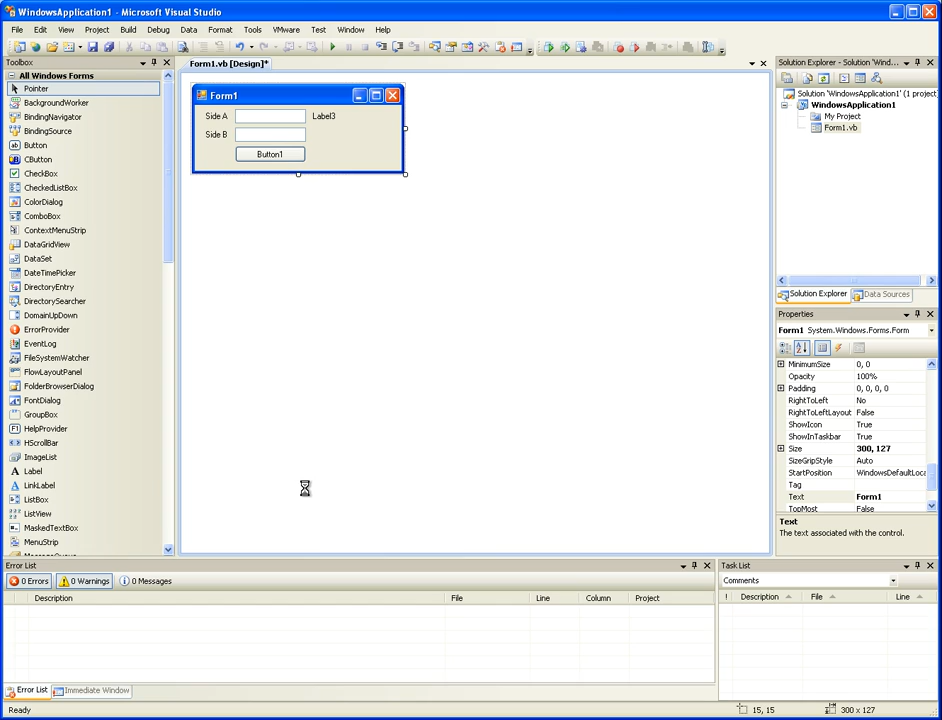 WindowsApplication1 - Microsoft Visual Studio
File Edit View Project Build Debug Data Format Tools VMware Test Window Help
Toolbox
All Windows Forms
Pointer
BackgroundWorker
BindingNavigator
BindingSource
Button
CButton
CheckBox
CheckedListBox
ColorDialog
ComboBox
ContextMenuStrip
DataGridView
DataSet
DateTimePicker
DirectoryEntry
DirectorySearcher
DomainUpDown
ErrorProvider
EventLog
FileSystemWatcher
FlowLayoutPanel
FolderBrowserDialog
FontDialog
GroupBox
HelpProvider
HScrollBar
ImageList
Label
LinkLabel
ListBox
ListView
MaskedTextBox
MenuStrip
Form1.vb [Design]*
Form1
Side A Label3
Side B
Button1
Solution Explorer - Solution 'Wind...
Solution 'WindowsApplication1' (1 project)
WindowsApplication1
My Project
Form1.vb
Solution Explorer Data Sources
Properties
Form1 System.Windows.Forms.Form
MinimumSize 0, 0
Opacity 100%
Padding 0, 0, 0, 0
RightToLeft No
RightToLeftLayout False
ShowIcon True
ShowInTaskbar True
Size 300, 127
SizeGripStyle Auto
StartPosition WindowsDefaultLoca
Tag
Text Form1
TopMost False
Text
The text associated with the control.
Error List
0 Errors 0 Warnings 0 Messages
Description File Line Column Project
Error List Immediate Window
Task List
Comments
! Description File Line
Ready 15, 15 300 x 127